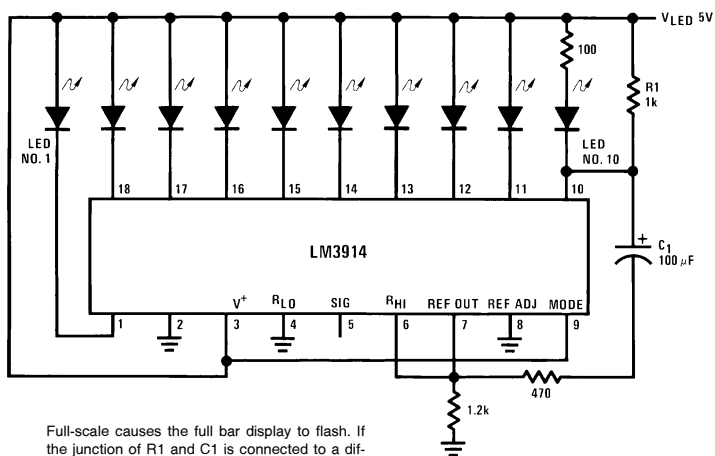 V_LED 5V
100
R1
1k
LED
NO. 1
LED
NO. 10
18 17 16 15 14 13 12 11 10
LM3914
+
C1
100 μF
V+ RLO SIG RHI REF OUT REF ADJ MODE
1 2 3 4 5 6 7 8 9
470
1.2k
Full-scale causes the full bar display to flash. If
the junction of R1 and C1 is connected to a dif-